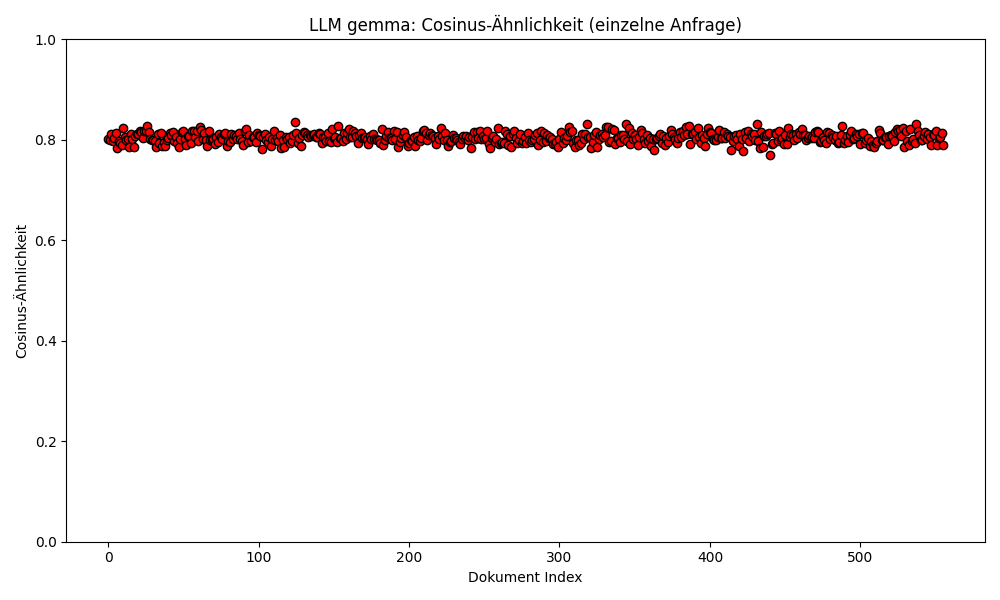 LLM gemma: Cosinus-Ähnlichkeit (einzelne Anfrage)
1.0
0.8
0.6
0.4
0.2
0.0
Cosinus-Ähnlichkeit
0 100 200 300 400 500
Dokument Index